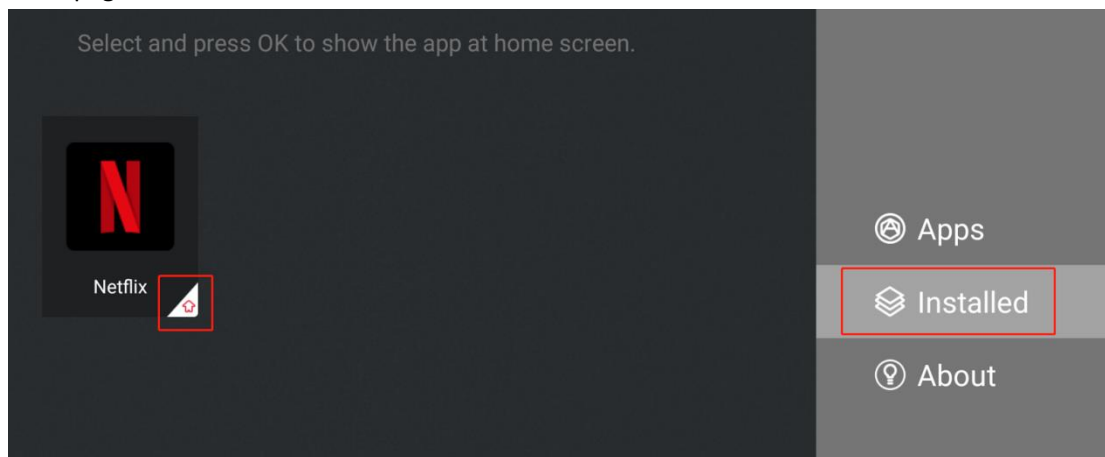 Select and press OK to show the app at home screen.
N
Netflix
Apps
Installed
About